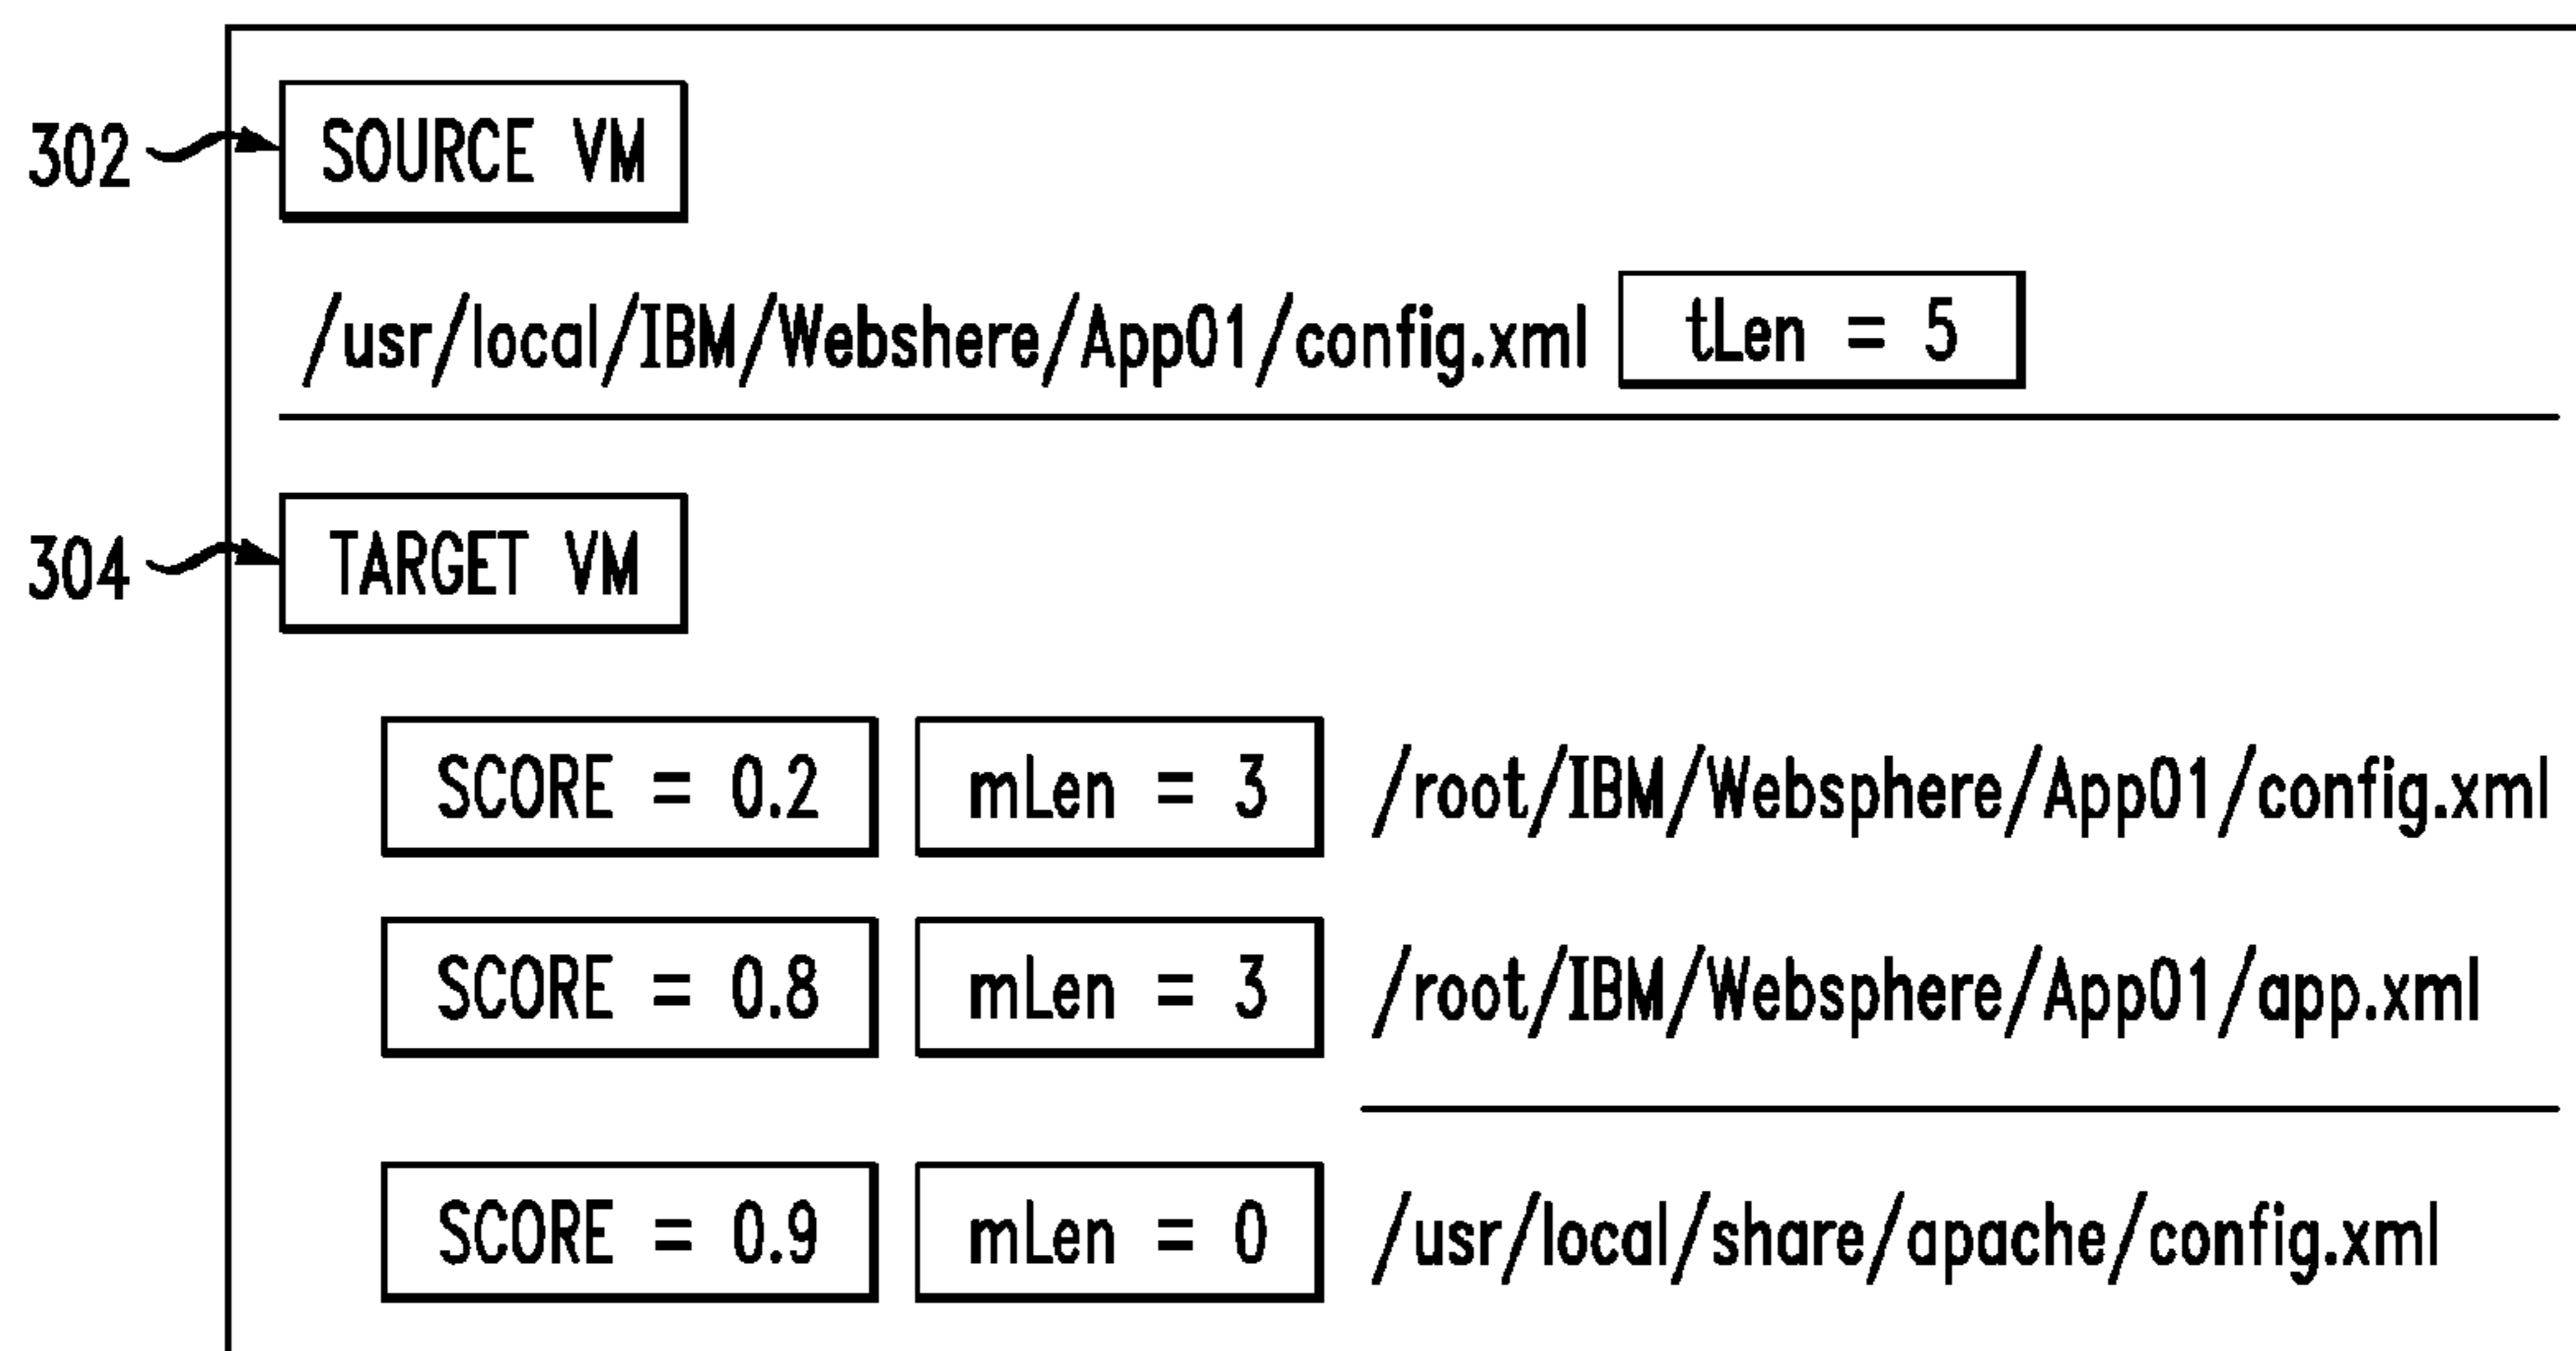 302 SOURCE VM
/usr/local/IBM/Webshere/App01/config.xml tLen = 5
304 TARGET VM
SCORE = 0.2 mLen = 3 /root/IBM/Websphere/App01/config.xml
SCORE = 0.8 mLen = 3 /root/IBM/Websphere/App01/app.xml
SCORE = 0.9 mLen = 0 /usr/local/share/apache/config.xml